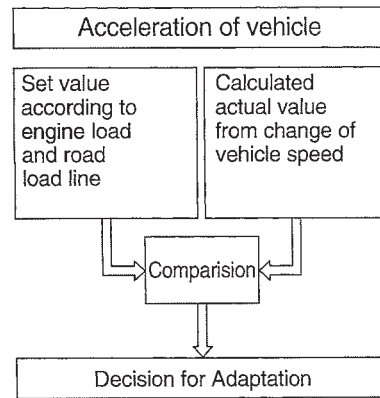 Acceleration of vehicle
Set value
according to
engine load
and road
load line
Calculated
actual value
from change of
vehicle speed
Comparision
Decision for Adaptation